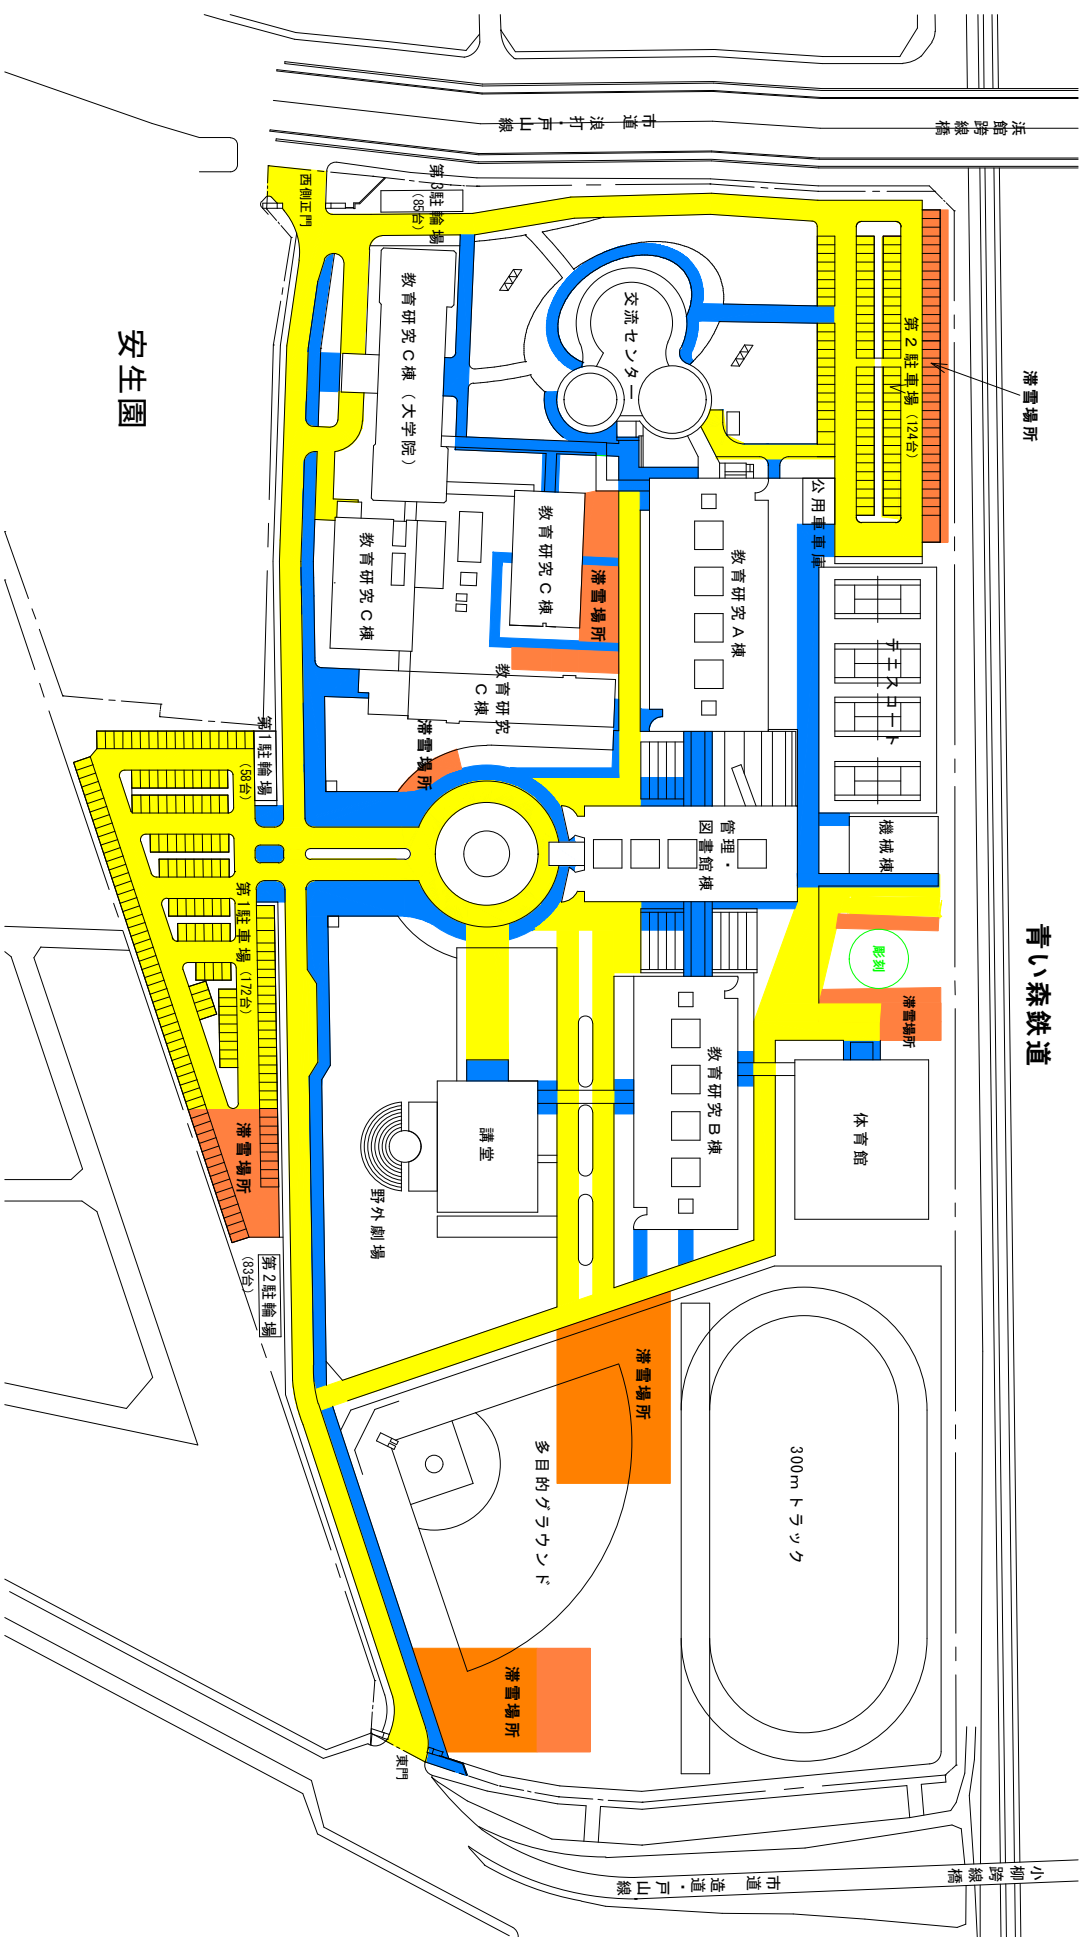 浜館跨線橋
市道 浪打・戸山線
西側正門
第3駐輪場
(85台)
教育研究C棟(大学院)
交流センター
第2駐車場(124台)
滞雪場所
安生園
公用車車庫
教育研究A棟
教育研究C棟
滞雪場所
教育研究C棟
テニスコート
教育研究
C棟
滞雪場所
第1駐輪場
(58台)
管理・
図書館棟
機械棟
第1駐車場(172台)
青い森鉄道
彫刻
滞雪場所
教育研究B棟
体育館
講堂
野外劇場
滞雪場所
第2駐輪場
(83台)
滞雪場所
多目的グラウンド
300mトラック
滞雪場所
東門
小柳跨線橋
市道 造道・戸山線